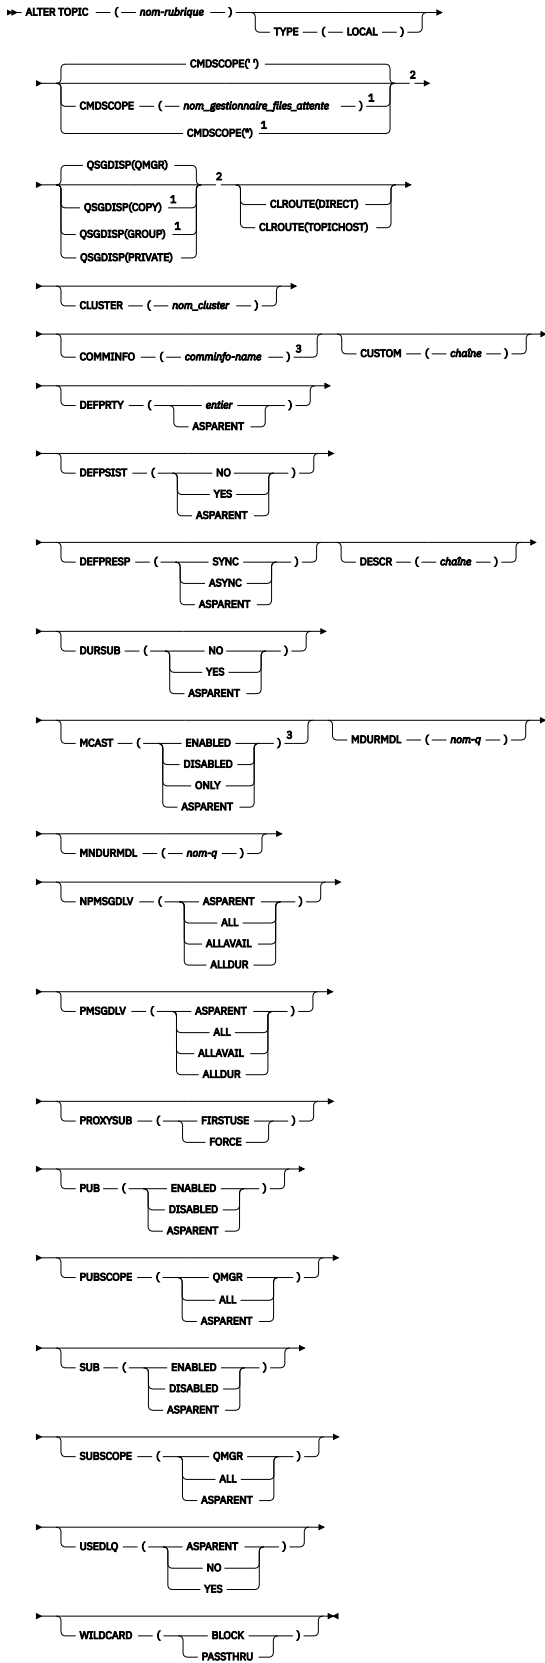 ALTER TOPIC ( nom-rubrique )
TYPE ( LOCAL )
CMDSCOPE(' ')
2
CMDSCOPE ( nom_gestionnaire_files_attente ) 1
CMDSCOPE(*) 1
QSGDISP(QMGR)
2
QSGDISP(COPY) 1
CLROUTE(DIRECT)
QSGDISP(GROUP) 1
CLROUTE(TOPICHOST)
QSGDISP(PRIVATE)
CLUSTER ( nom_cluster )
COMMINFO ( comminfo-name ) 3
CUSTOM ( chaîne )
DEFPRTY ( entier )
ASPARENT
DEFPSIST ( NO )
YES
ASPARENT
DEFPRESP ( SYNC )
DESCR ( chaîne )
ASYNC
ASPARENT
DURSUB ( NO )
YES
ASPARENT
MCAST ( ENABLED ) 3
MDURMDL ( nom-q )
DISABLED
ONLY
ASPARENT
MNDURMDL ( nom-q )
NPMSGDLV ( ASPARENT )
ALL
ALLAVAIL
ALLDUR
PMSGDLV ( ASPARENT )
ALL
ALLAVAIL
ALLDUR
PROXYSUB ( FIRSTUSE )
FORCE
PUB ( ENABLED )
DISABLED
ASPARENT
PUBSCOPE ( QMGR )
ALL
ASPARENT
SUB ( ENABLED )
DISABLED
ASPARENT
SUBSCOPE ( QMGR )
ALL
ASPARENT
USEDLQ ( ASPARENT )
NO
YES
WILDCARD ( BLOCK )
PASSTHRU